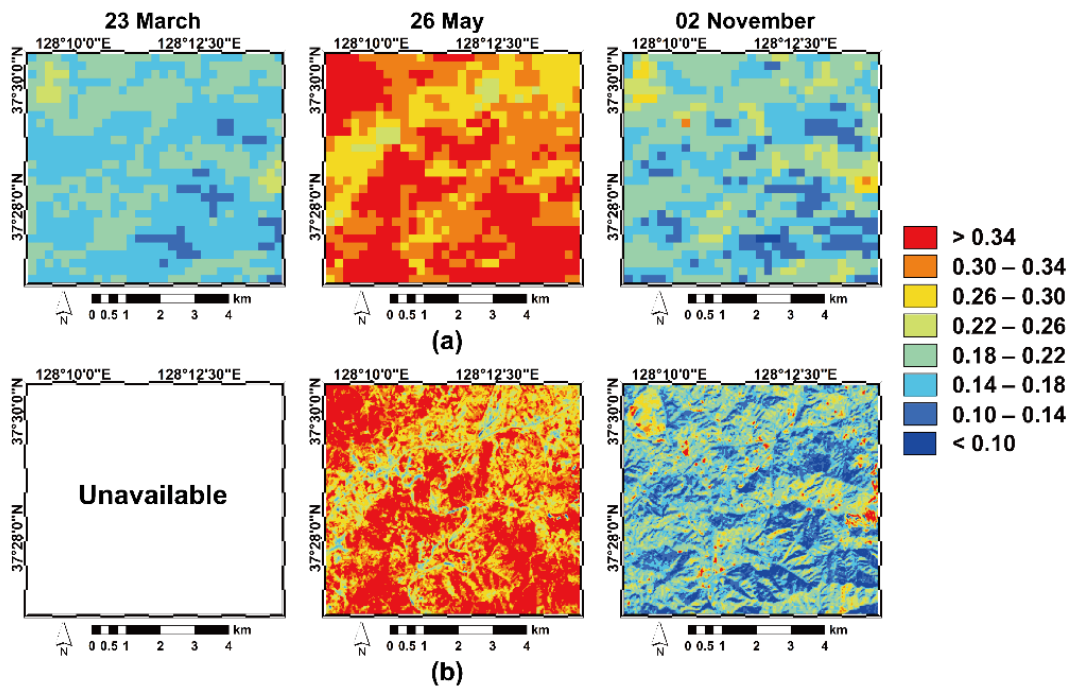 23 March 26 May 02 November
128°10'0"E 128°12'30"E 128°10'0"E 128°12'30"E 128°10'0"E 128°12'30"E
37°30'0"N 37°30'0"N 37°30'0"N
37°28'0"N 37°28'0"N 37°28'0"N
> 0.34
0.30 – 0.34
0.26 – 0.30
0.22 – 0.26
0.18 – 0.22
0.14 – 0.18
0.10 – 0.14
< 0.10
N 0 0.5 1 2 3 4 km N 0 0.5 1 2 3 4 km N 0 0.5 1 2 3 4 km
(a)
128°10'0"E 128°12'30"E 128°10'0"E 128°12'30"E 128°10'0"E 128°12'30"E
37°30'0"N 37°30'0"N 37°30'0"N
Unavailable
37°28'0"N 37°28'0"N 37°28'0"N
N 0 0.5 1 2 3 4 km N 0 0.5 1 2 3 4 km N 0 0.5 1 2 3 4 km
(b)